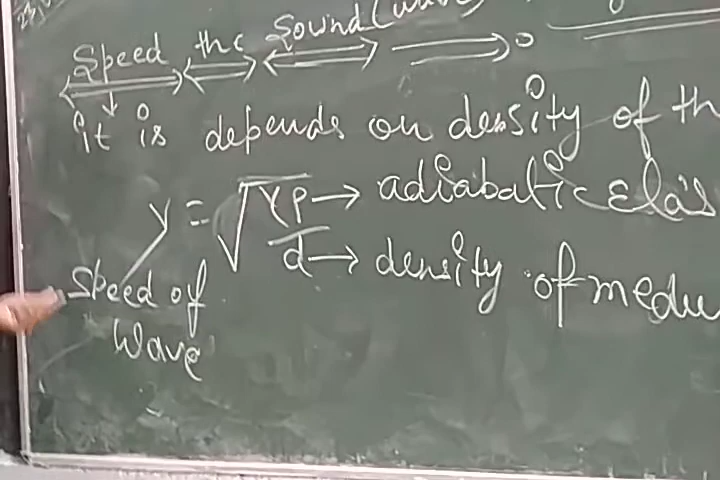 Speed the Sound (wave)
it is depends on density of th
v = √γP/d → adiabatic Elas
d → density of mediu
Speed of
Wave